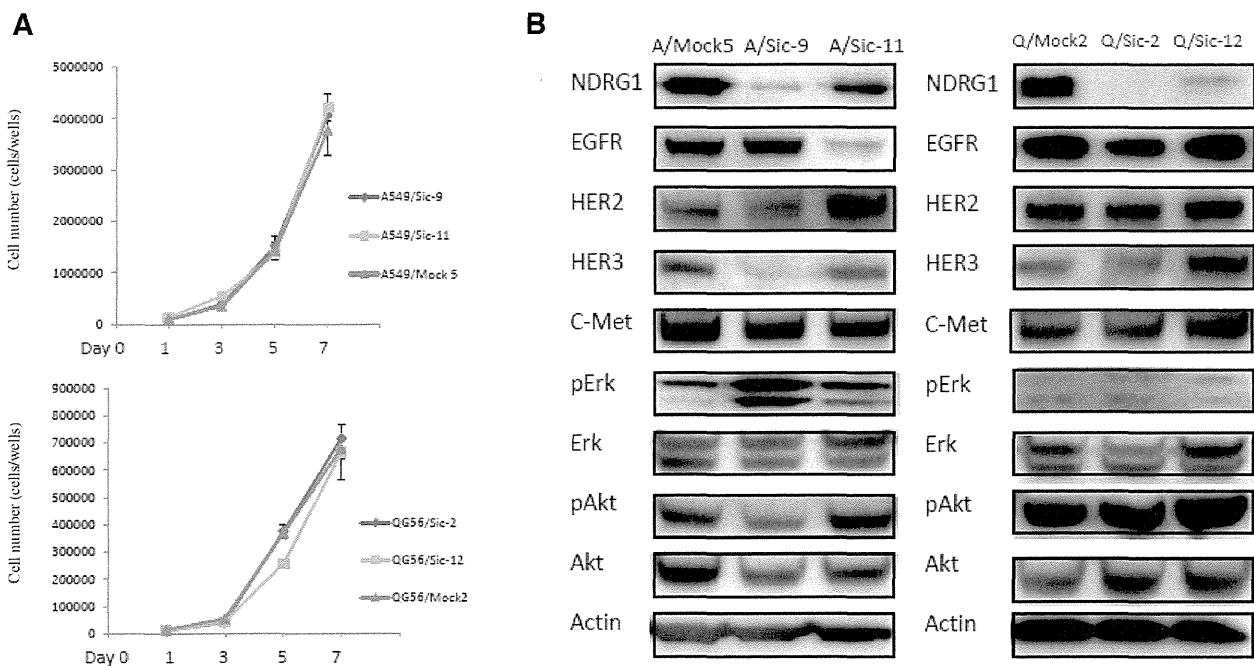 A
Cell number (cells/wells)
5000000
4000000
3000000
2000000
1000000
0
Day 0 1 3 5 7
A549/Sic-9
A549/Sic-11
A549/Mock 5
Cell number (cells/wells)
900000
800000
700000
600000
500000
400000
300000
200000
100000
0
Day 0 1 3 5 7
QG56/Sic-2
QG56/Sic-12
QG56/Mock2
B
A/Mock5 A/Sic-9 A/Sic-11
NDRG1
EGFR
HER2
HER3
C-Met
pErk
Erk
pAkt
Akt
Actin
Q/Mock2 Q/Sic-2 Q/Sic-12
NDRG1
EGFR
HER2
HER3
C-Met
pErk
Erk
pAkt
Akt
Actin